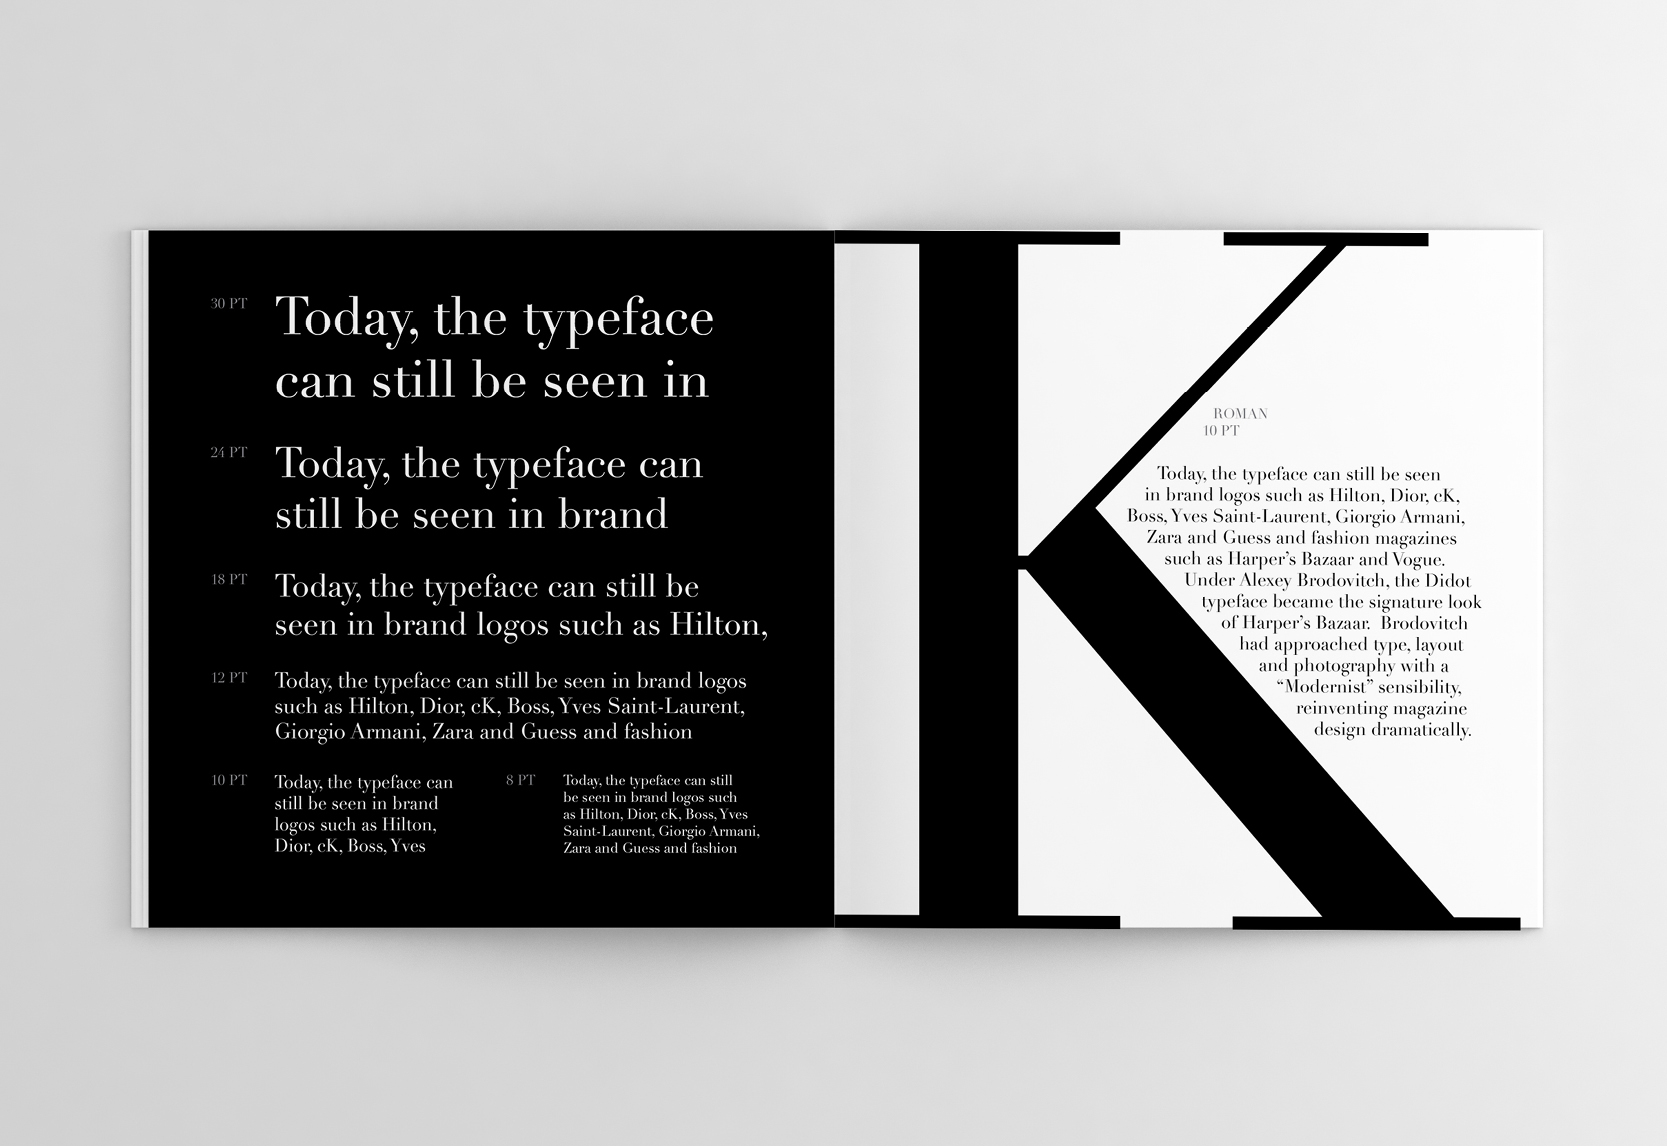 30 PT
Today, the typeface
can still be seen in
24 PT
Today, the typeface can
still be seen in brand
18 PT
Today, the typeface can still be
seen in brand logos such as Hilton,
12 PT
Today, the typeface can still be seen in brand logos
such as Hilton, Dior, cK, Boss, Yves Saint-Laurent,
Giorgio Armani, Zara and Guess and fashion
10 PT
Today, the typeface can
still be seen in brand
logos such as Hilton,
Dior, cK, Boss, Yves
8 PT
Today, the typeface can still
be seen in brand logos such
as Hilton, Dior, cK, Boss, Yves
Saint-Laurent, Giorgio Armani,
Zara and Guess and fashion
K
ROMAN
10 PT
Today, the typeface can still be seen
in brand logos such as Hilton, Dior, cK,
Boss, Yves Saint-Laurent, Giorgio Armani,
Zara and Guess and fashion magazines
such as Harper’s Bazaar and Vogue.
Under Alexey Brodovitch, the Didot
typeface became the signature look
of Harper’s Bazaar.  Brodovitch
had approached type, layout
and photography with a
“Modernist” sensibility,
reinventing magazine
design dramatically.